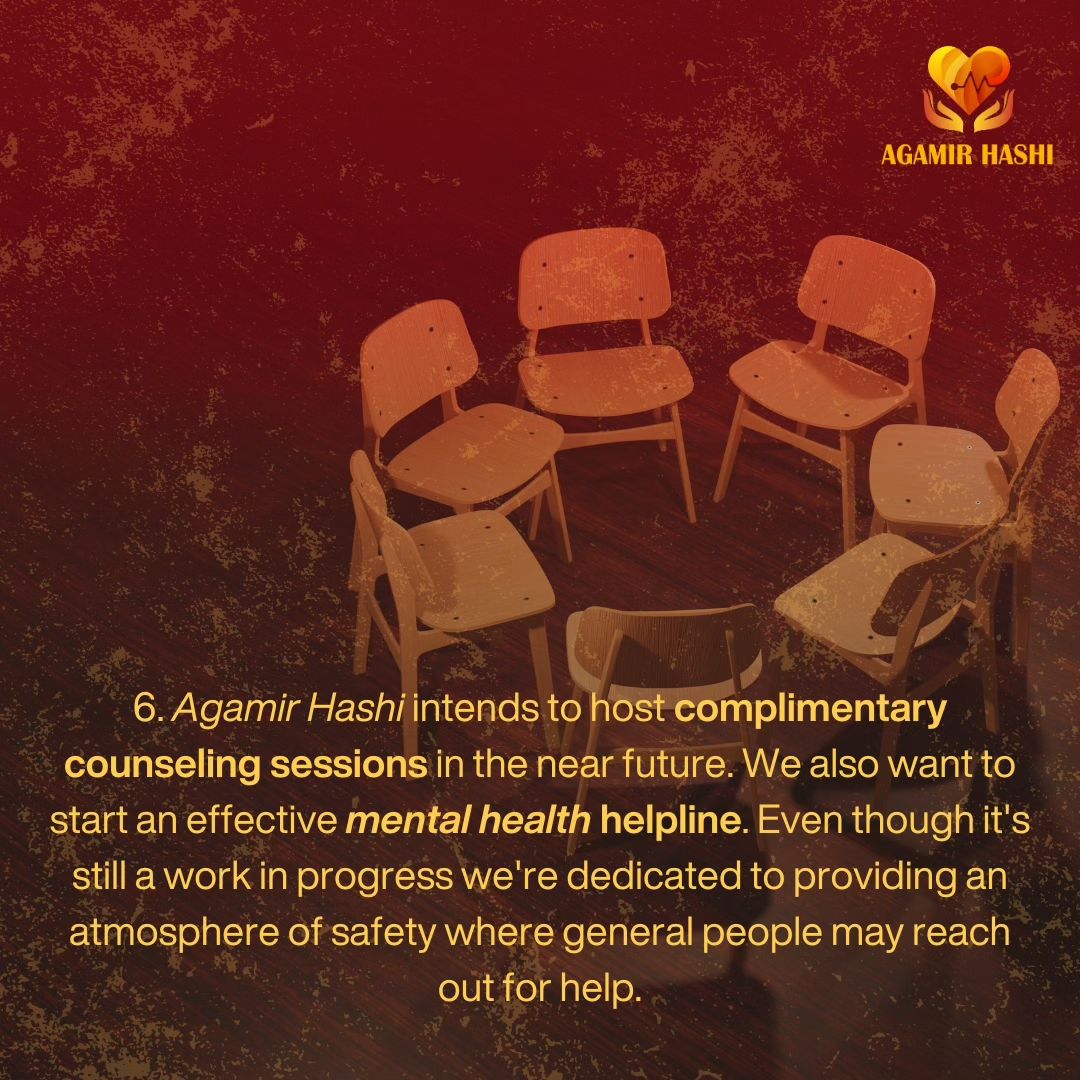 AGAMIR HASHI
6. Agamir Hashi intends to host complimentary
counseling sessions in the near future. We also want to
start an effective mental health helpline. Even though it's
still a work in progress we're dedicated to providing an
atmosphere of safety where general people may reach
out for help.